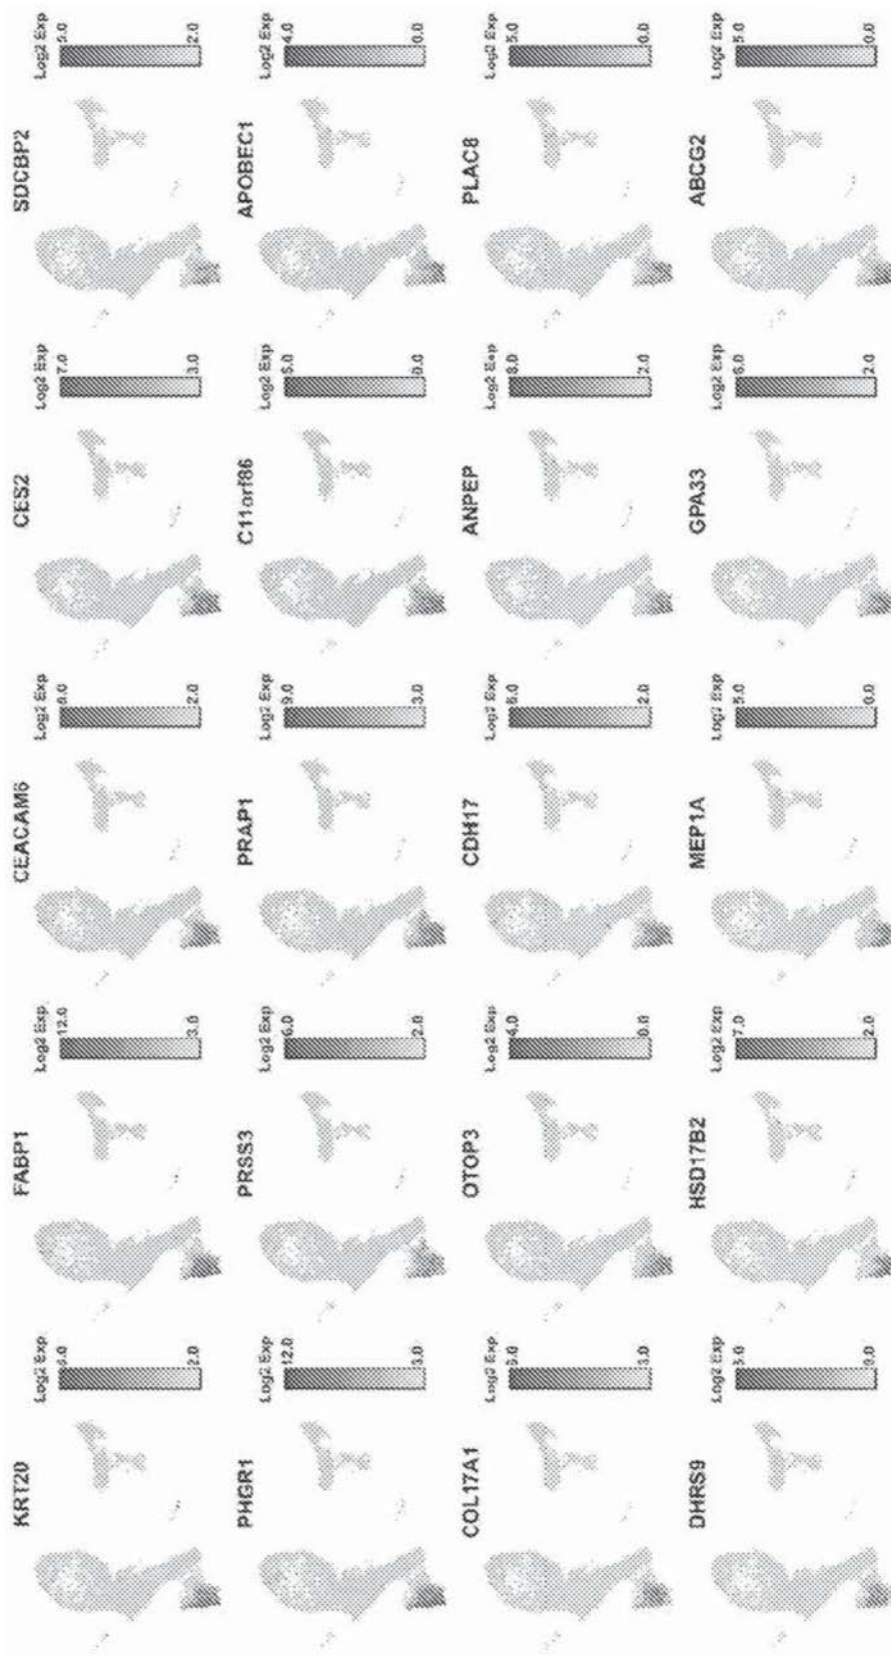 KRT20
Log2 Exp
2.0
FABP1
Log2 Exp
12.0
3.0
CEACAM6
Log2 Exp
2.0
CES2
Log2 Exp
7.0
3.0
SDCBP2
Log2 Exp
5.0
2.0
PHGR1
Log2 Exp
12.0
3.0
PRSS3
Log2 Exp
6.0
2.0
PRAP1
Log2 Exp
9.0
3.0
C11orf86
Log2 Exp
0.0
APOBEC1
Log2 Exp
4.0
0.0
COL17A1
Log2 Exp
OTOP3
Log2 Exp
4.0
0.0
CDH17
Log2 Exp
2.0
ANPEP
Log2 Exp
8.0
2.0
PLAC8
Log2 Exp
5.0
0.0
DHRS9
Log2 Exp
5.0
0.0
HSD17B2
Log2 Exp
7.0
2.0
MEP1A
Log2 Exp
5.0
0.0
GPA33
Log2 Exp
6.0
2.0
ABCG2
Log2 Exp
5.0
0.0